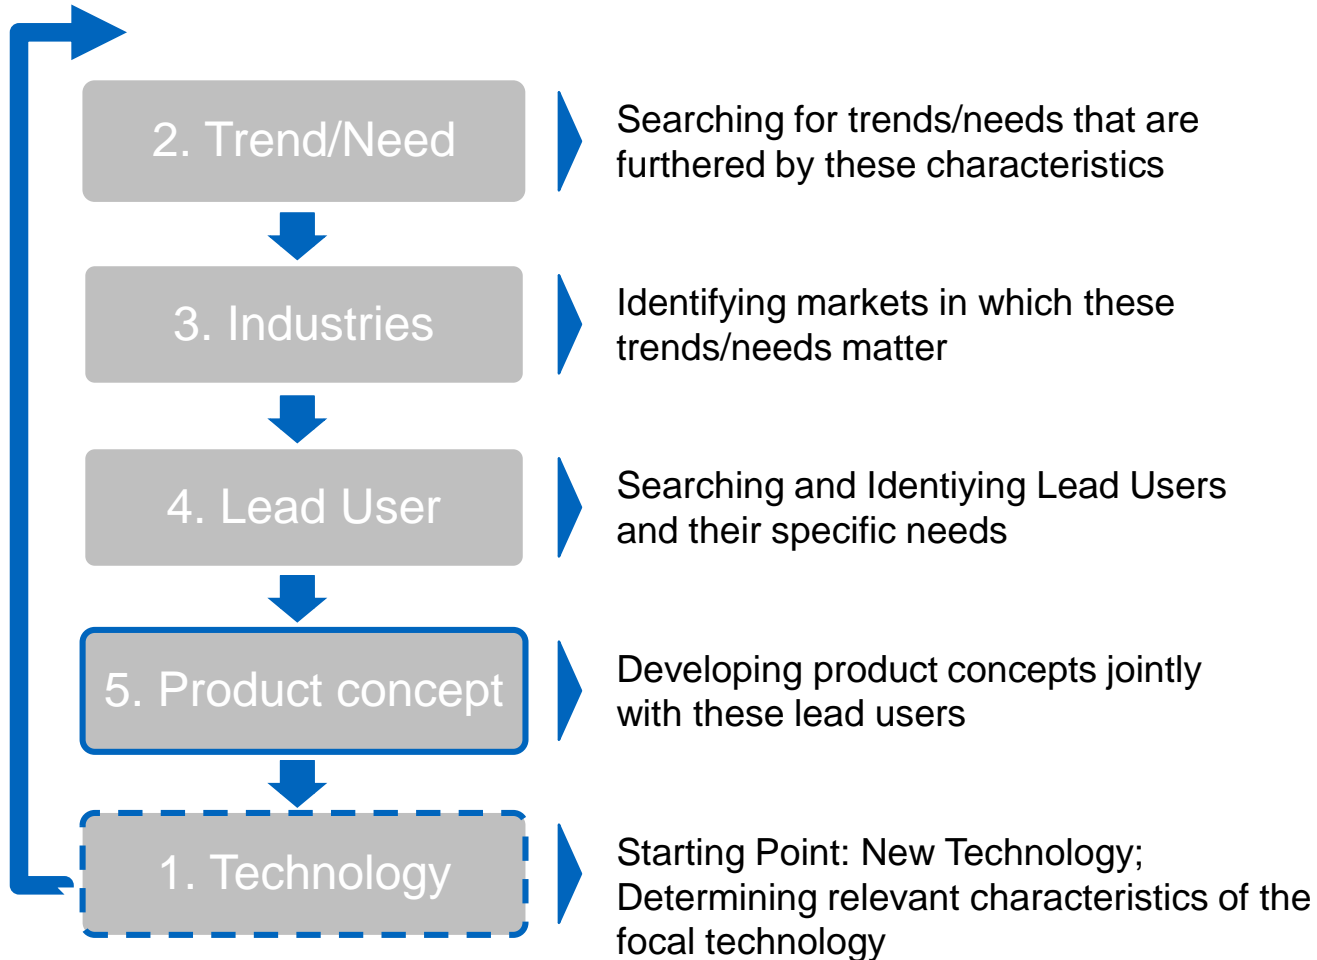 2. Trend/Need
Searching for trends/needs that are
furthered by these characteristics
3. Industries
Identifying markets in which these
trends/needs matter
4. Lead User
Searching and Identiying Lead Users
and their specific needs
5. Product concept
Developing product concepts jointly
with these lead users
1. Technology
Starting Point: New Technology;
Determining relevant characteristics of the
focal technology